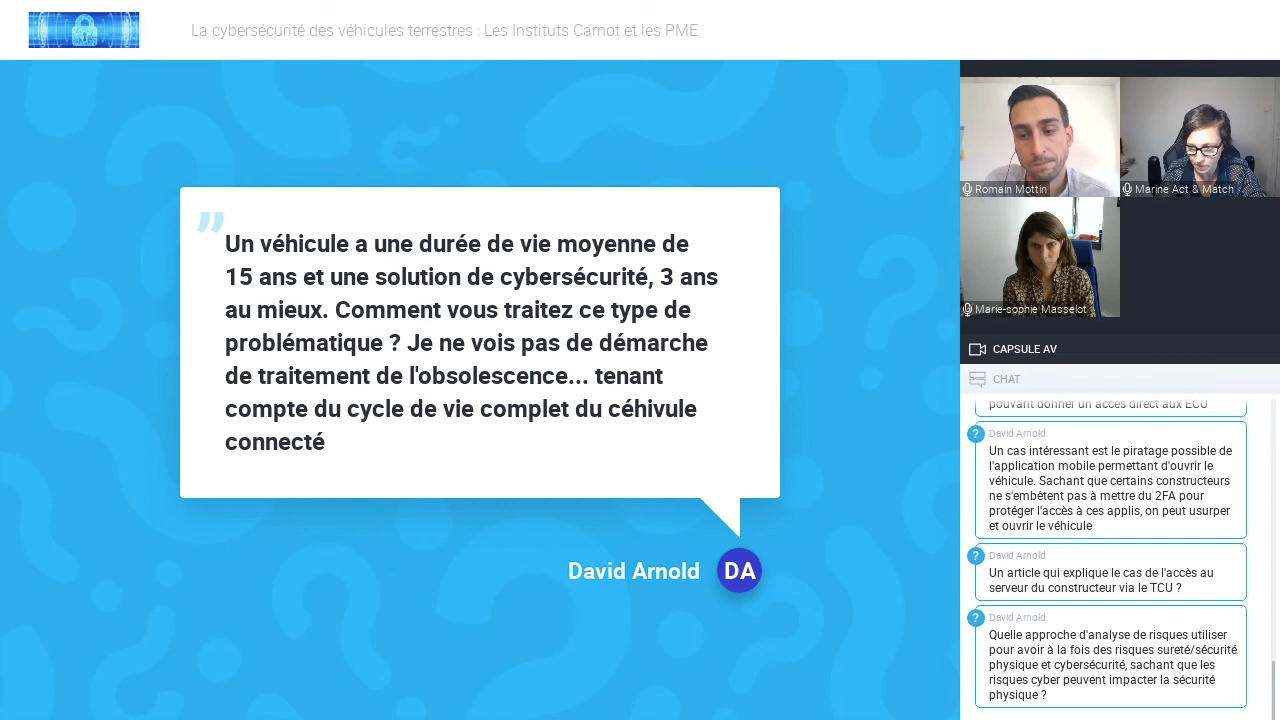 La cybersécurité des véhicules terrestres : Les Instituts Carnot et les PME
Un véhicule a une durée de vie moyenne de
15 ans et une solution de cybersécurité, 3 ans
au mieux. Comment vous traitez ce type de
problématique ? Je ne vois pas de démarche
de traitement de l'obsolescence... tenant
compte du cycle de vie complet du céhivule
connecté
David Arnold
DA
Romain Mottin
Marine Act & Match
Marie-sophie Masselot
CAPSULE AV
CHAT
pouvant donner un accès direct aux ECU
?
David Arnold
Un cas intéressant est le piratage possible de
l'application mobile permettant d'ouvrir le
véhicule. Sachant que certains constructeurs
ne s'embêtent pas à mettre du 2FA pour
protéger l'accès à ces applis, on peut usurper
et ouvrir le véhicule
?
David Arnold
Un article qui explique le cas de l'accès au
serveur du constructeur via le TCU ?
?
David Arnold
Quelle approche d'analyse de risques utiliser
pour avoir à la fois des risques sureté/sécurité
physique et cybersécurité, sachant que les
risques cyber peuvent impacter la sécurité
physique ?